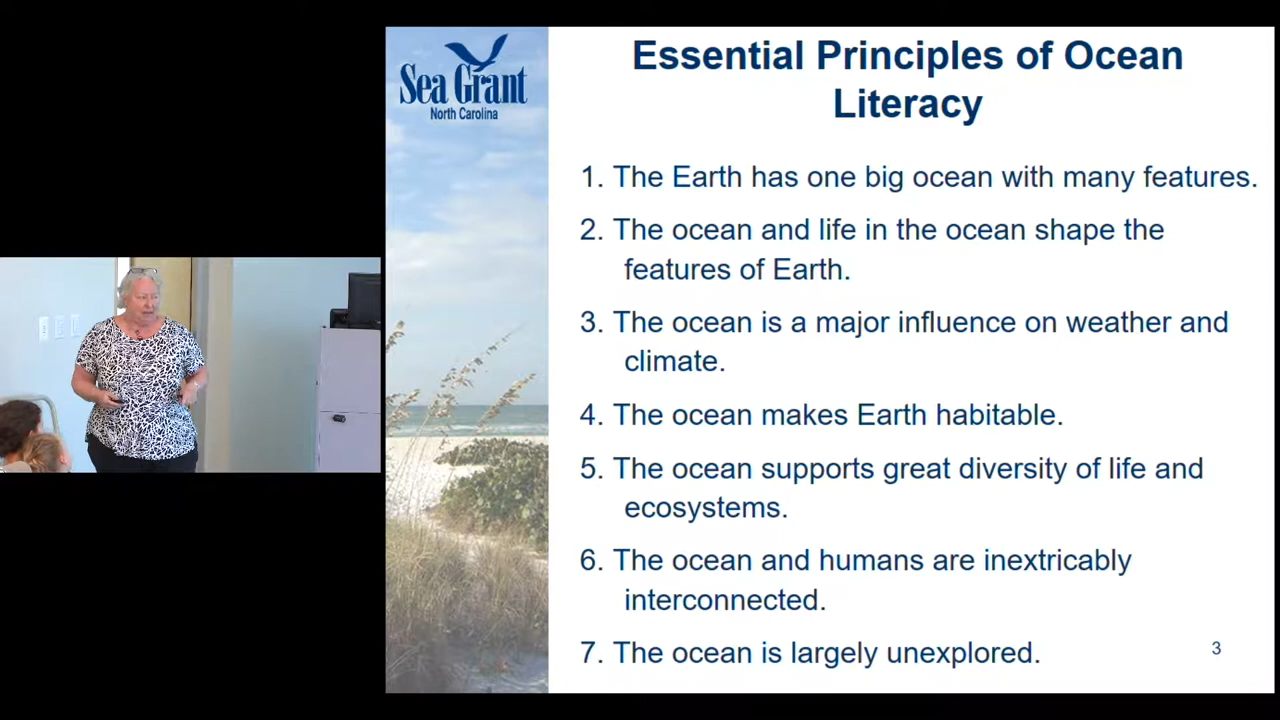 Sea Grant
North Carolina
Essential Principles of Ocean
Literacy
1. The Earth has one big ocean with many features.
2. The ocean and life in the ocean shape the
features of Earth.
3. The ocean is a major influence on weather and
climate.
4. The ocean makes Earth habitable.
5. The ocean supports great diversity of life and
ecosystems.
6. The ocean and humans are inextricably
interconnected.
7. The ocean is largely unexplored.
3